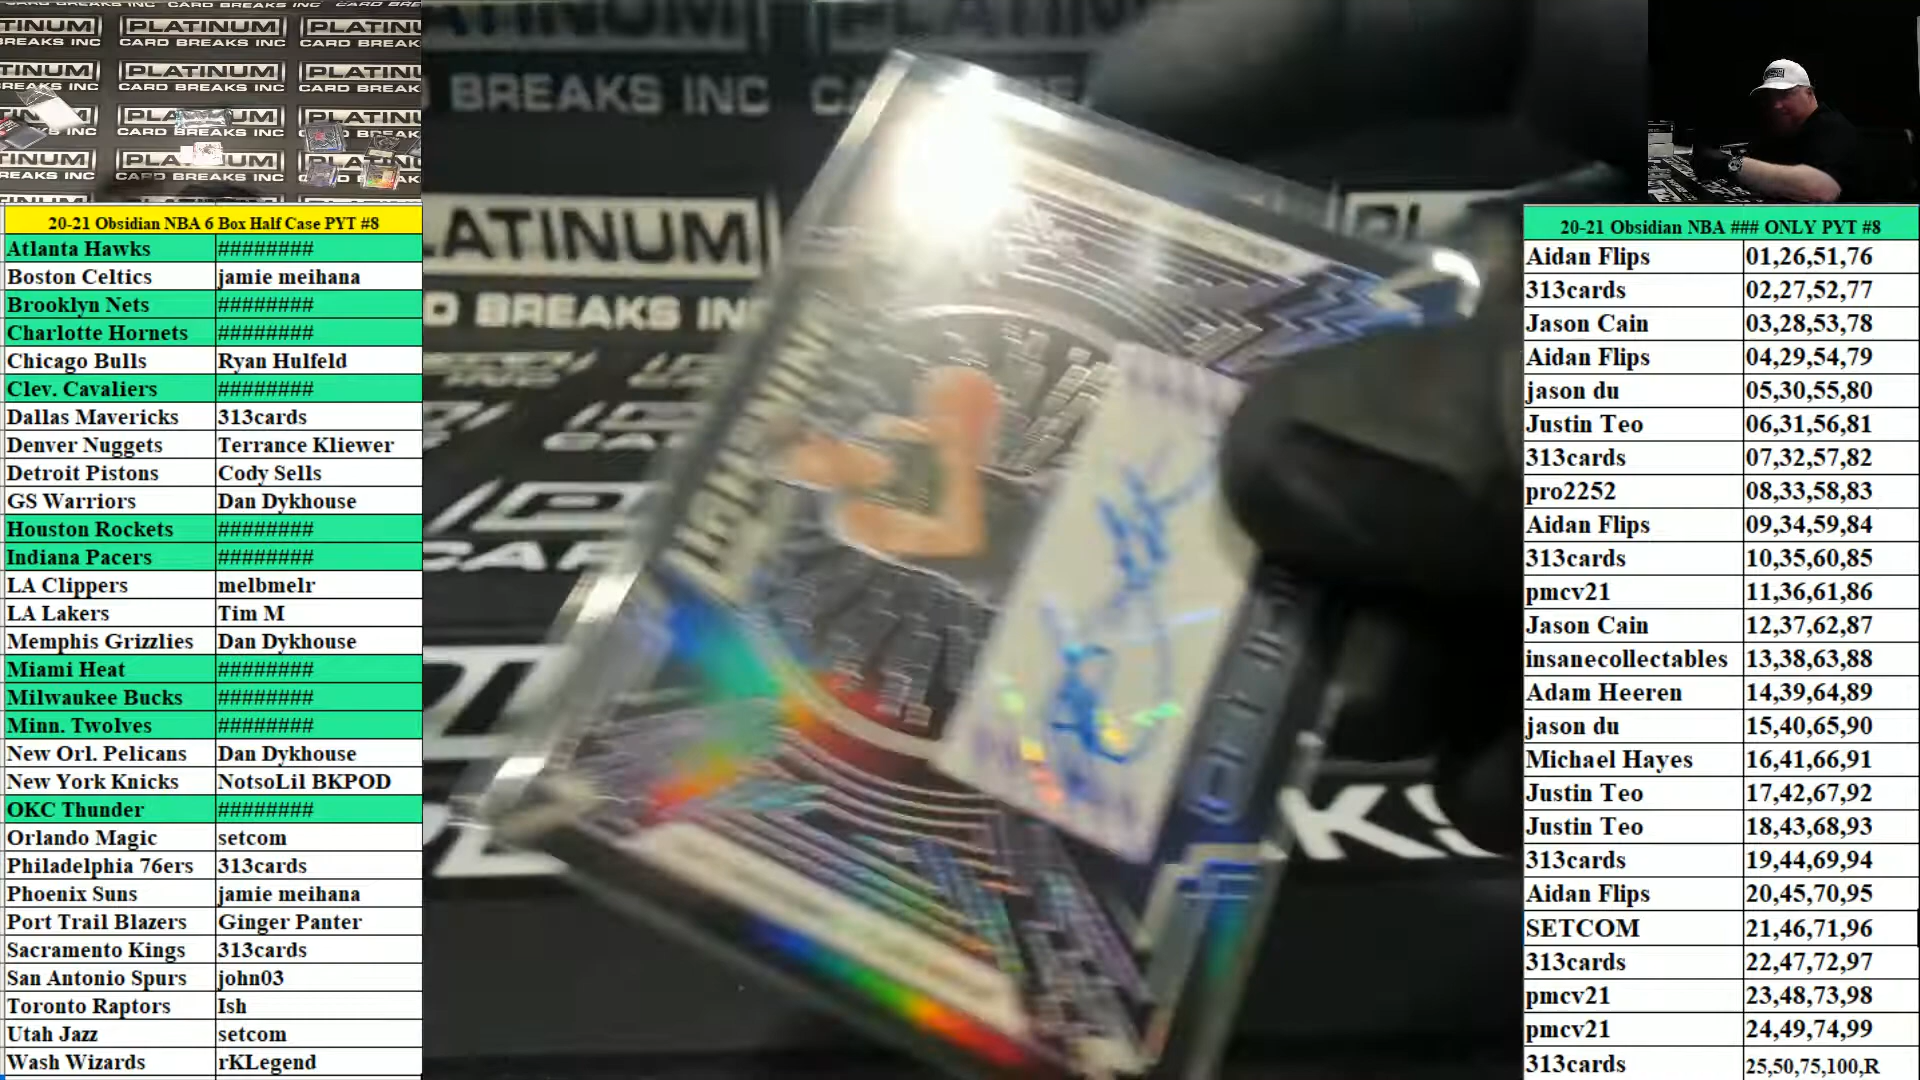 PLATINUM
CARD BREAKS INC
20-21 Obsidian NBA 6 Box Half Case PYT #8
Atlanta Hawks ########
Boston Celtics jamie meihana
Brooklyn Nets ########
Charlotte Hornets ########
Chicago Bulls Ryan Hulfeld
Clev. Cavaliers ########
Dallas Mavericks 313cards
Denver Nuggets Terrance Kliewer
Detroit Pistons Cody Sells
GS Warriors Dan Dykhouse
Houston Rockets ########
Indiana Pacers ########
LA Clippers melbmelr
LA Lakers Tim M
Memphis Grizzlies Dan Dykhouse
Miami Heat ########
Milwaukee Bucks ########
Minn. Twolves ########
New Orl. Pelicans Dan Dykhouse
New York Knicks NotsoLil BKPOD
OKC Thunder ########
Orlando Magic setcom
Philadelphia 76ers 313cards
Phoenix Suns jamie meihana
Port Trail Blazers Ginger Panter
Sacramento Kings 313cards
San Antonio Spurs john03
Toronto Raptors Ish
Utah Jazz setcom
Wash Wizards rKLegend
D BREAKS INC
LATINUM
D BREAKS IN
K!
20-21 Obsidian NBA ### ONLY PYT #8
Aidan Flips 01,26,51,76
313cards 02,27,52,77
Jason Cain 03,28,53,78
Aidan Flips 04,29,54,79
jason du 05,30,55,80
Justin Teo 06,31,56,81
313cards 07,32,57,82
pro2252 08,33,58,83
Aidan Flips 09,34,59,84
313cards 10,35,60,85
pmcv21 11,36,61,86
Jason Cain 12,37,62,87
insanecollectables 13,38,63,88
Adam Heeren 14,39,64,89
jason du 15,40,65,90
Michael Hayes 16,41,66,91
Justin Teo 17,42,67,92
Justin Teo 18,43,68,93
313cards 19,44,69,94
Aidan Flips 20,45,70,95
SETCOM 21,46,71,96
313cards 22,47,72,97
pmcv21 23,48,73,98
pmcv21 24,49,74,99
313cards 25,50,75,100,R